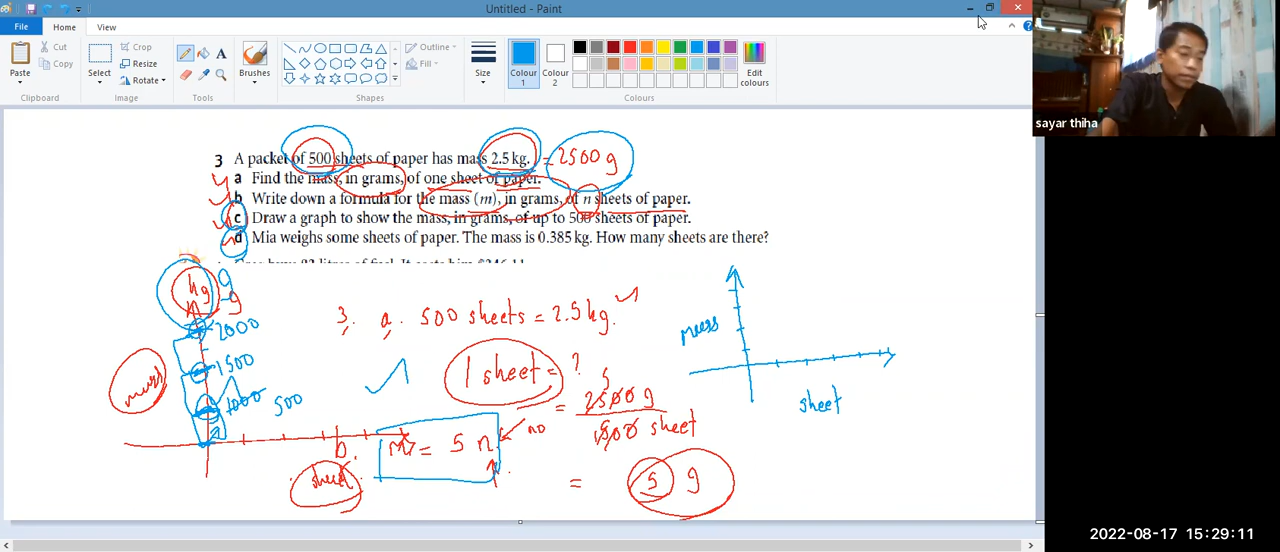 Untitled - Paint
File Home View
Paste
Cut
Copy
Clipboard
Select
Crop
Resize
Rotate
Image
A
Tools
Brushes
Shapes
Outline
Fill
Size
Colour 1
Colour 2
Edit colours
Colours
sayar thiha
3 A packet of 500 sheets of paper has mass 2.5 kg. = 2500 g
a Find the mass, in grams, of one sheet of paper.
b Write down a formula for the mass (m), in grams, of n sheets of paper.
c Draw a graph to show the mass, in grams, of up to 500 sheets of paper.
d Mia weighs some sheets of paper. The mass is 0.385 kg. How many sheets are there?
kg g
g
2000
1500
1000 500
mass
sheet
3. a. 500 sheets = 2.5 kg
1 sheet = ?
5
= 2500 g
500 sheet
m = 5 n
no
= 5 g
mass
sheet
2022-08-17 15:29:11